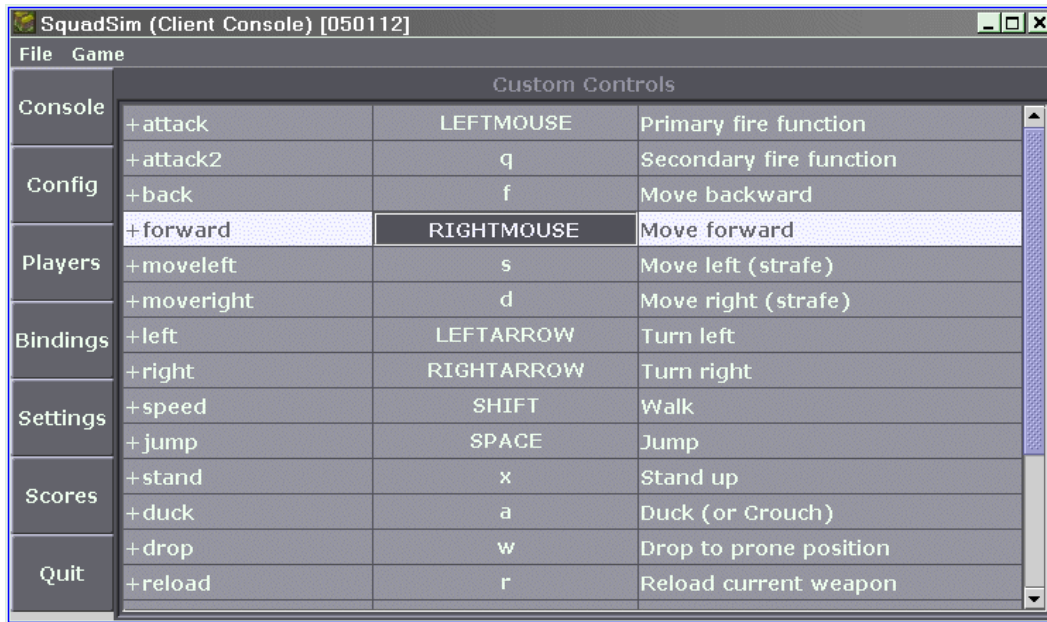 SquadSim (Client Console) [050112]
File Game
Custom Controls
Console
Config
Players
Bindings
Settings
Scores
Quit
+attack LEFTMOUSE Primary fire function
+attack2 q Secondary fire function
+back f Move backward
+forward RIGHTMOUSE Move forward
+moveleft s Move left (strafe)
+moveright d Move right (strafe)
+left LEFTARROW Turn left
+right RIGHTARROW Turn right
+speed SHIFT Walk
+jump SPACE Jump
+stand x Stand up
+duck a Duck (or Crouch)
+drop w Drop to prone position
+reload r Reload current weapon